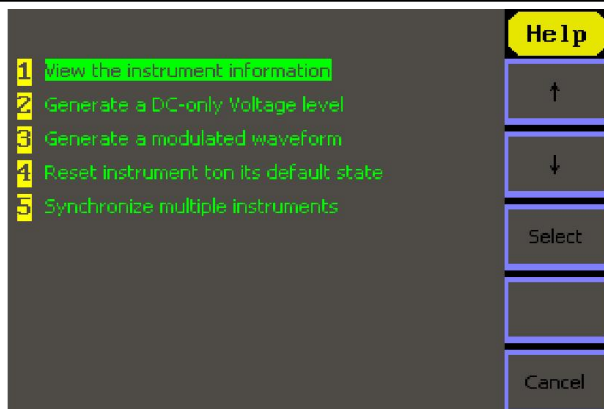 Help
1 View the instrument information
2 Generate a DC-only Voltage level
3 Generate a modulated waveform
4 Reset instrument ton its default state
5 Synchronize multiple instruments
↑
↓
Select
Cancel